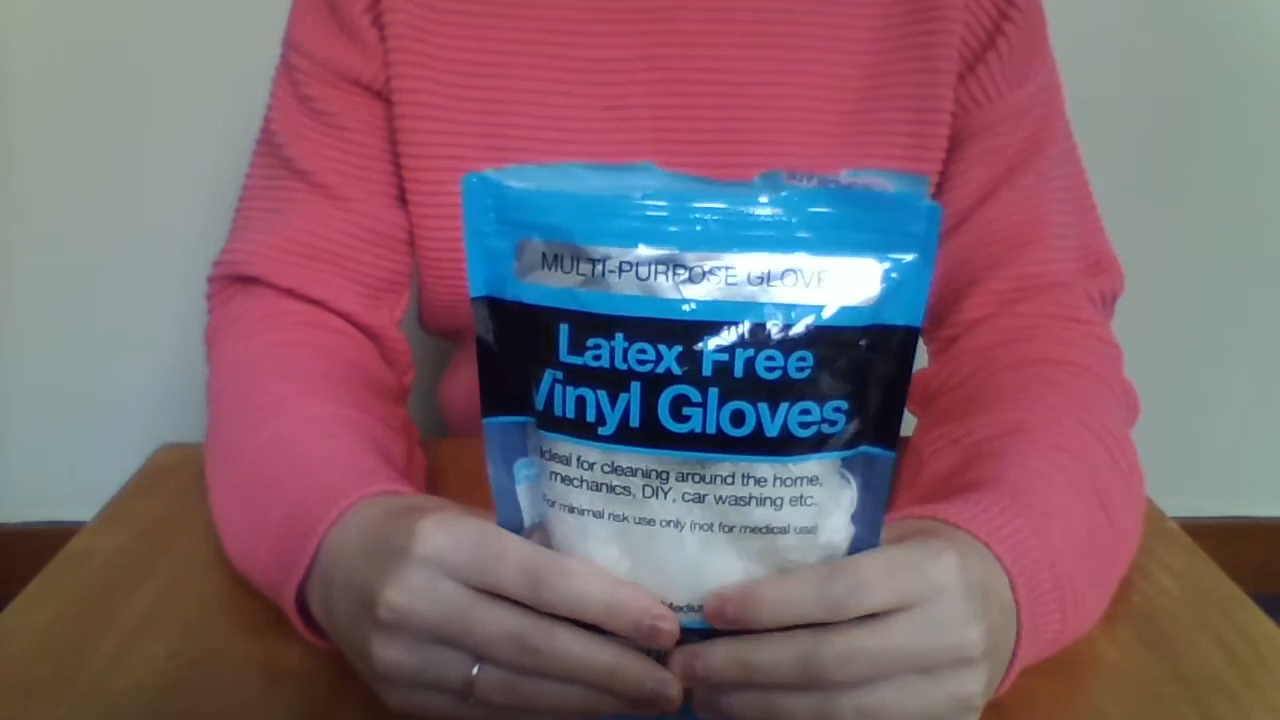 MULTI-PURPOSE GLOVE
Latex Free
Vinyl Gloves
Ideal for cleaning around the home,
mechanics, DIY, car washing etc.
For minimal risk use only (not for medical use)
Medium